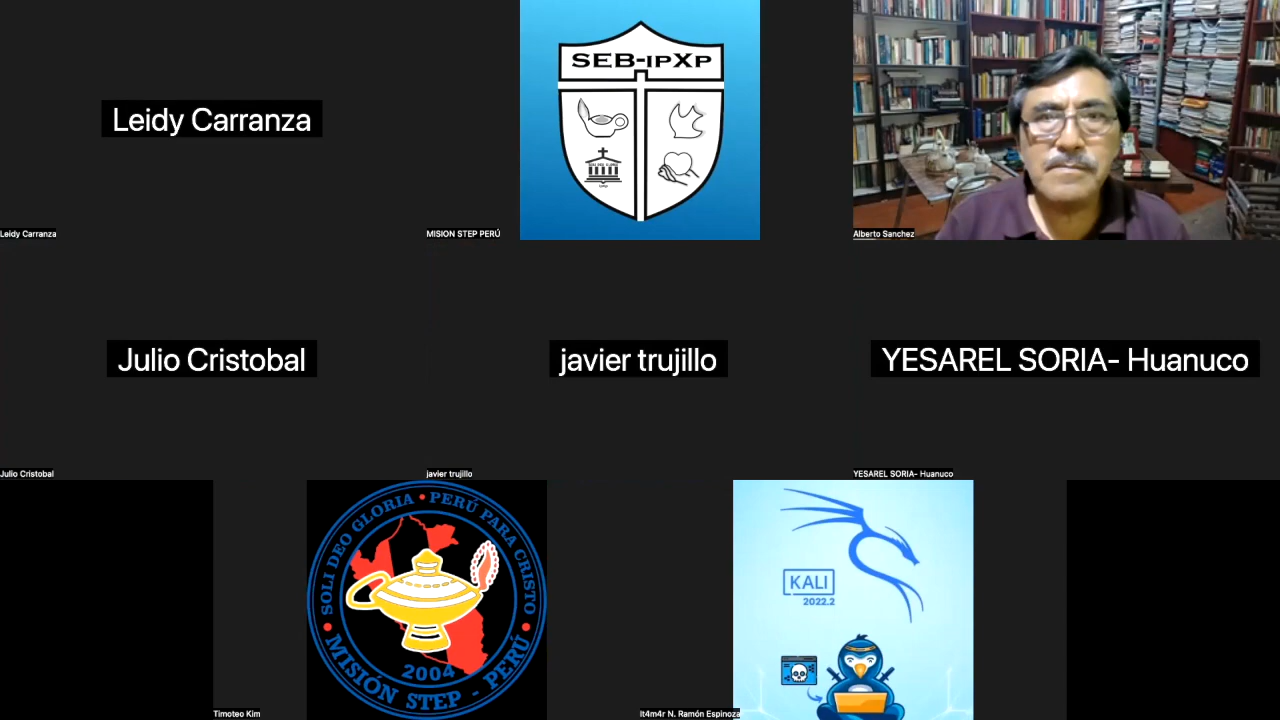 Leidy Carranza
Leidy Carranza
SEB-ipXp
MISION STEP PERÚ
Alberto Sanchez
Julio Cristobal
Julio Cristobal
javier trujillo
javier trujillo
YESAREL SORIA- Huanuco
YESAREL SORIA- Huanuco
SOLI DEO GLORIA • PERÚ PARA CRISTO
2004
• MISIÓN STEP - PERÚ •
Timoteo Kim
KALI
2022.2
It4m4r N. Ramón Espinoza